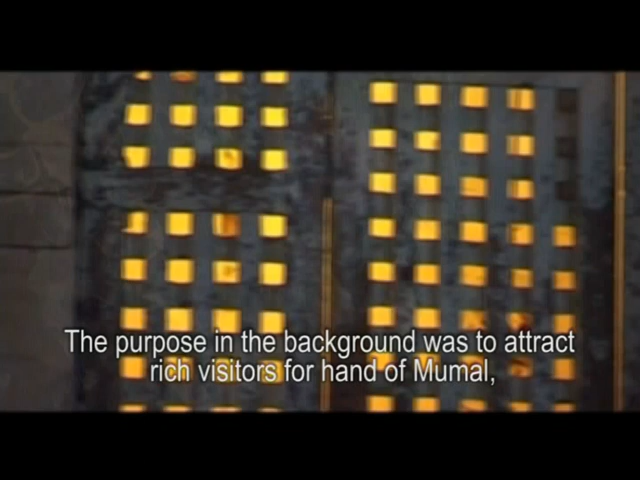 The purpose in the background was to attract
rich visitors for hand of Mumal,